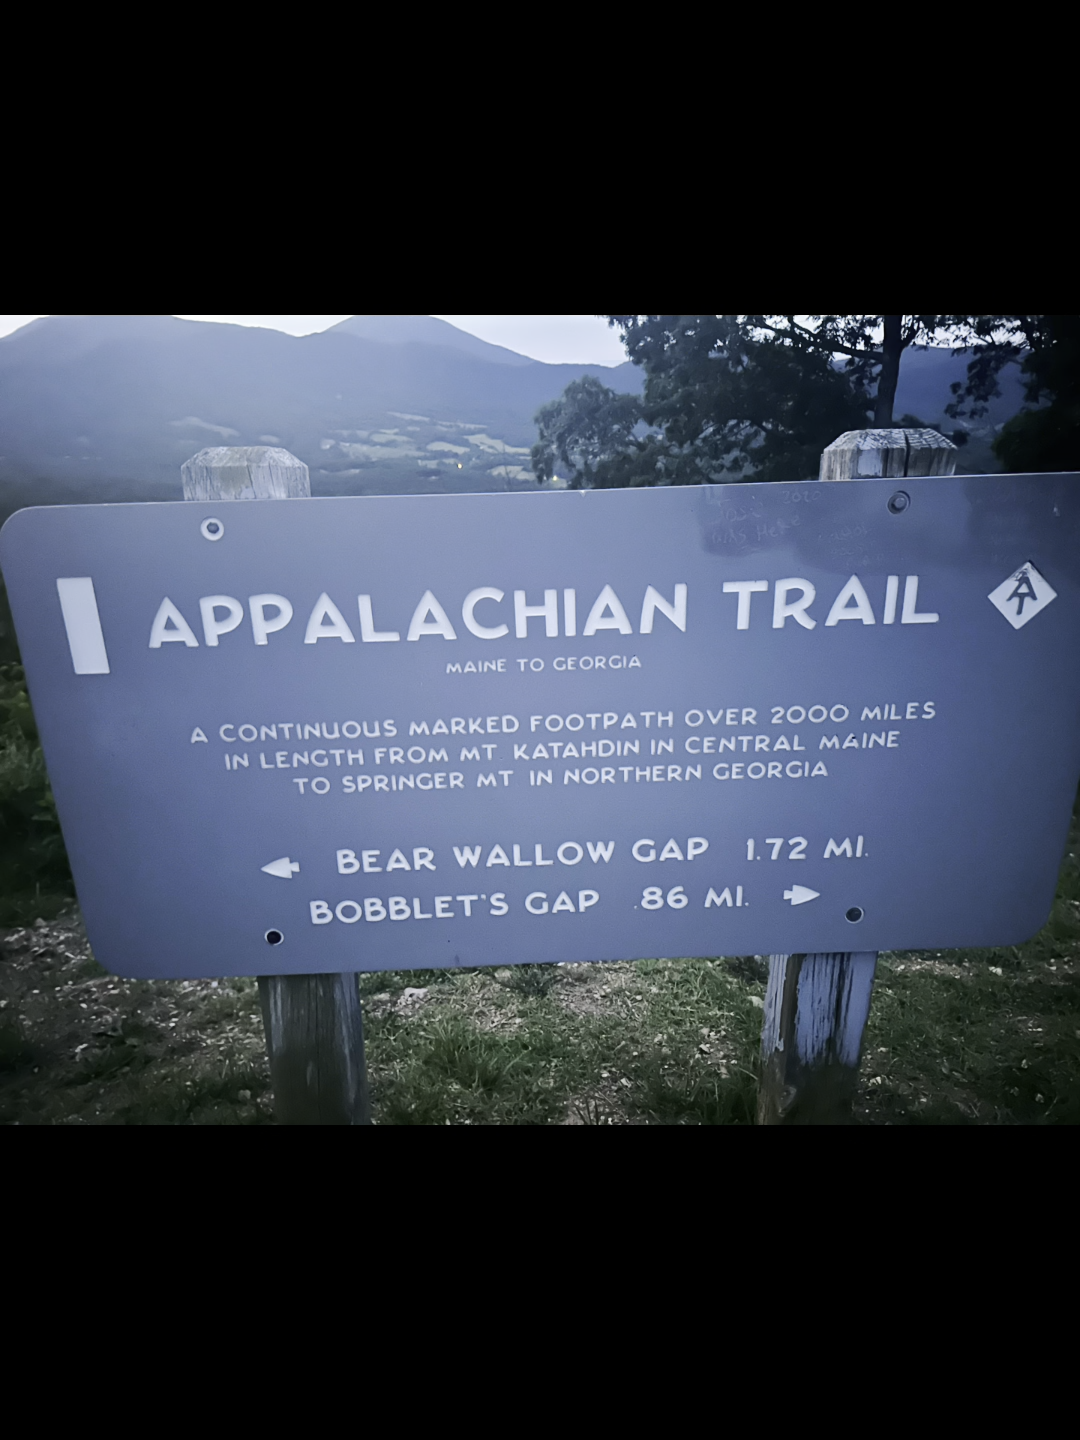 APPALACHIAN TRAIL
MAINE TO GEORGIA
A CONTINUOUS MARKED FOOTPATH OVER 2000 MILES
IN LENGTH FROM MT. KATAHDIN IN CENTRAL MAINE
TO SPRINGER MT IN NORTHERN GEORGIA
BEAR WALLOW GAP 1.72 MI.
BOBBLET'S GAP .86 MI.